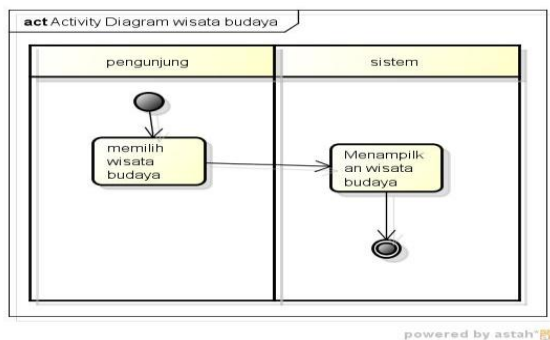 act Activity Diagram wisata budaya
pengunjung
sistem
memilih
wisata
budaya
Menampilk
an wisata
budaya
powered by astah*